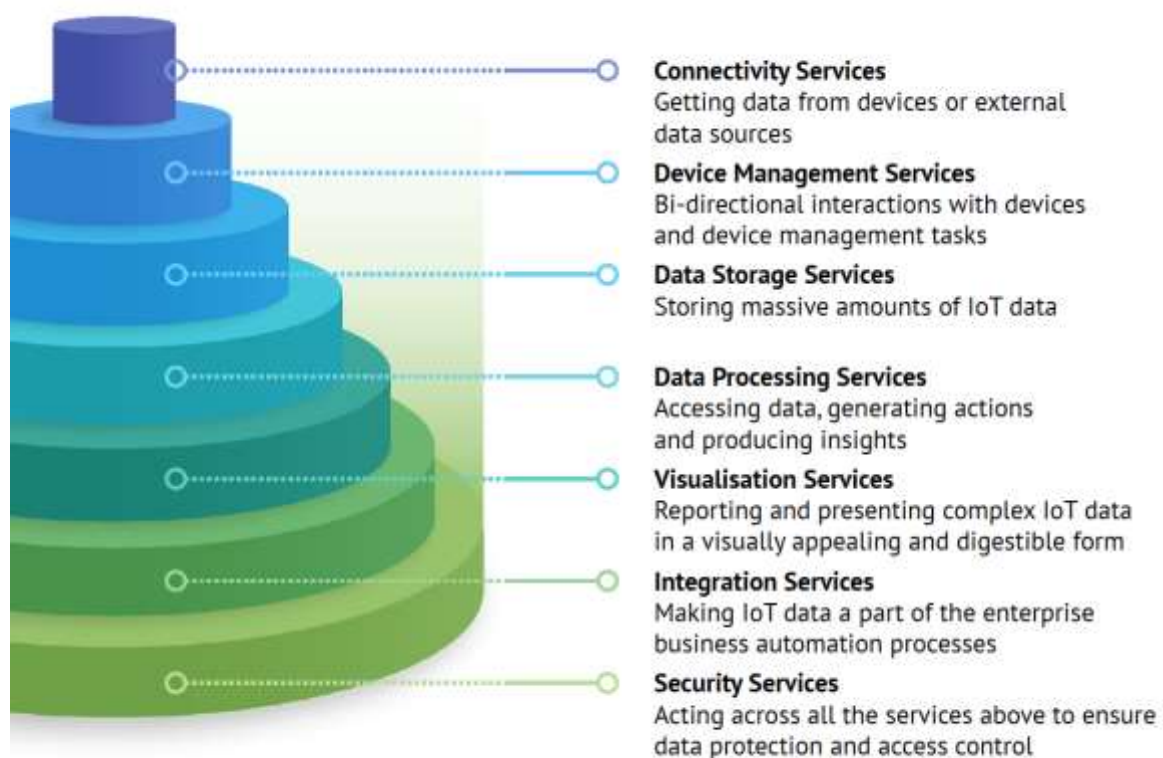 Connectivity Services
Getting data from devices or external
data sources
Device Management Services
Bi-directional interactions with devices
and device management tasks
Data Storage Services
Storing massive amounts of IoT data
Data Processing Services
Accessing data, generating actions
and producing insights
Visualisation Services
Reporting and presenting complex IoT data
in a visually appealing and digestible form
Integration Services
Making IoT data a part of the enterprise
business automation processes
Security Services
Acting across all the services above to ensure
data protection and access control